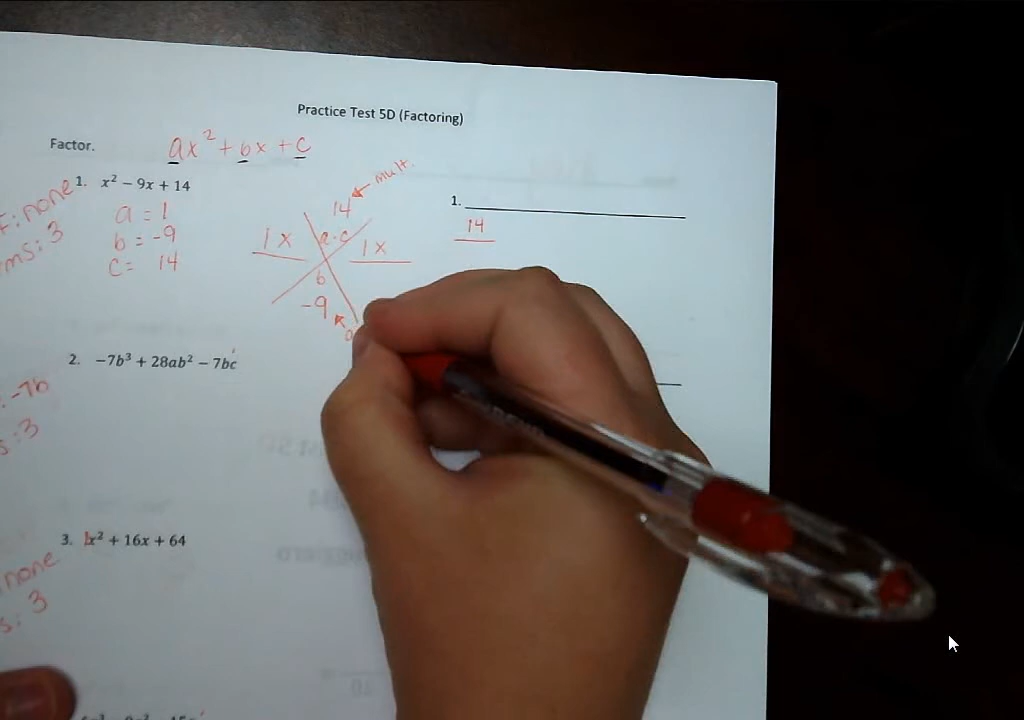 Practice Test 5D (Factoring)
Factor. ax² + bx + c
1. x² – 9x + 14
F: none
ms: 3
a = 1
b = -9
c = 14
mult.
14
a·c
1x 1x
b
-9
1.
14
2. −7b³ + 28ab² – 7bc
: -7b
s: 3
3. x² + 16x + 64
none
s: 3